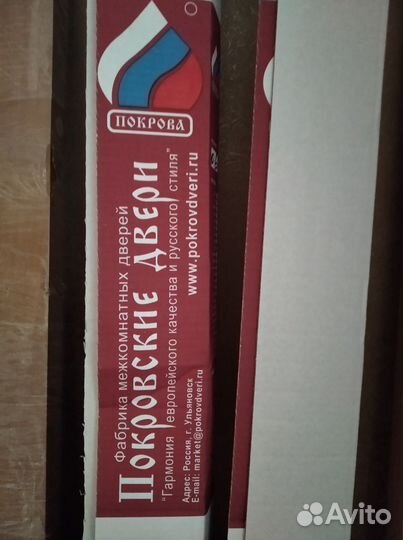 ПОКРОВА
Фабрика межкомнатных дверей
Покровские двери
"Гармония европейского качества и русского стиля"
www.pokrovdveri.ru
Адрес: Россия, г. Ульяновск
E-mail: market@pokrovdveri.ru
Avito